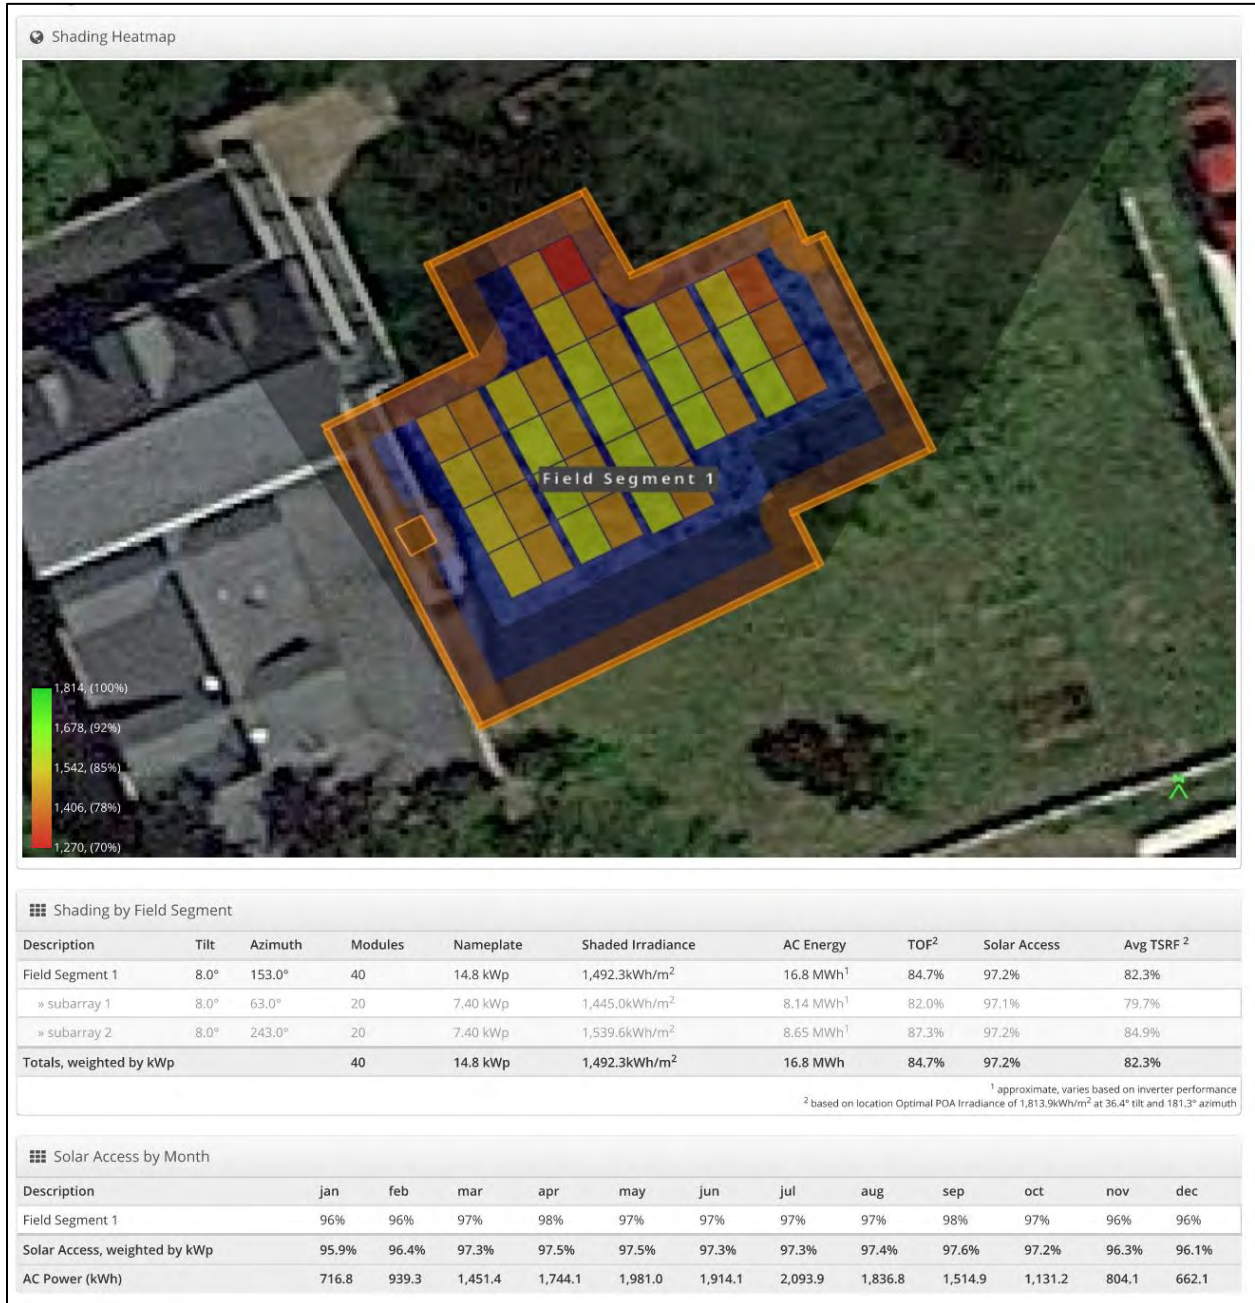 Shading Heatmap
Field Segment 1
1,814, (100%)
1,678, (92%)
1,542, (85%)
1,406, (78%)
1,270, (70%)
Shading by Field Segment
Description Tilt Azimuth Modules Nameplate Shaded Irradiance AC Energy TOF2 Solar Access Avg TSRF 2
Field Segment 1 8.0° 153.0° 40 14.8 kWp 1,492.3kWh/m2 16.8 MWh1 84.7% 97.2% 82.3%
» subarray 1 8.0° 63.0° 20 7.40 kWp 1,445.0kWh/m2 8.14 MWh1 82.0% 97.1% 79.7%
» subarray 2 8.0° 243.0° 20 7.40 kWp 1,539.6kWh/m2 8.65 MWh1 87.3% 97.2% 84.9%
Totals, weighted by kWp 40 14.8 kWp 1,492.3kWh/m2 16.8 MWh 84.7% 97.2% 82.3%
1 approximate, varies based on inverter performance
2 based on location Optimal POA Irradiance of 1,813.9kWh/m2 at 36.4° tilt and 181.3° azimuth
Solar Access by Month
Description jan feb mar apr may jun jul aug sep oct nov dec
Field Segment 1 96% 96% 97% 98% 97% 97% 97% 97% 98% 97% 96% 96%
Solar Access, weighted by kWp 95.9% 96.4% 97.3% 97.5% 97.5% 97.3% 97.3% 97.4% 97.6% 97.2% 96.3% 96.1%
AC Power (kWh) 716.8 939.3 1,451.4 1,744.1 1,981.0 1,914.1 2,093.9 1,836.8 1,514.9 1,131.2 804.1 662.1